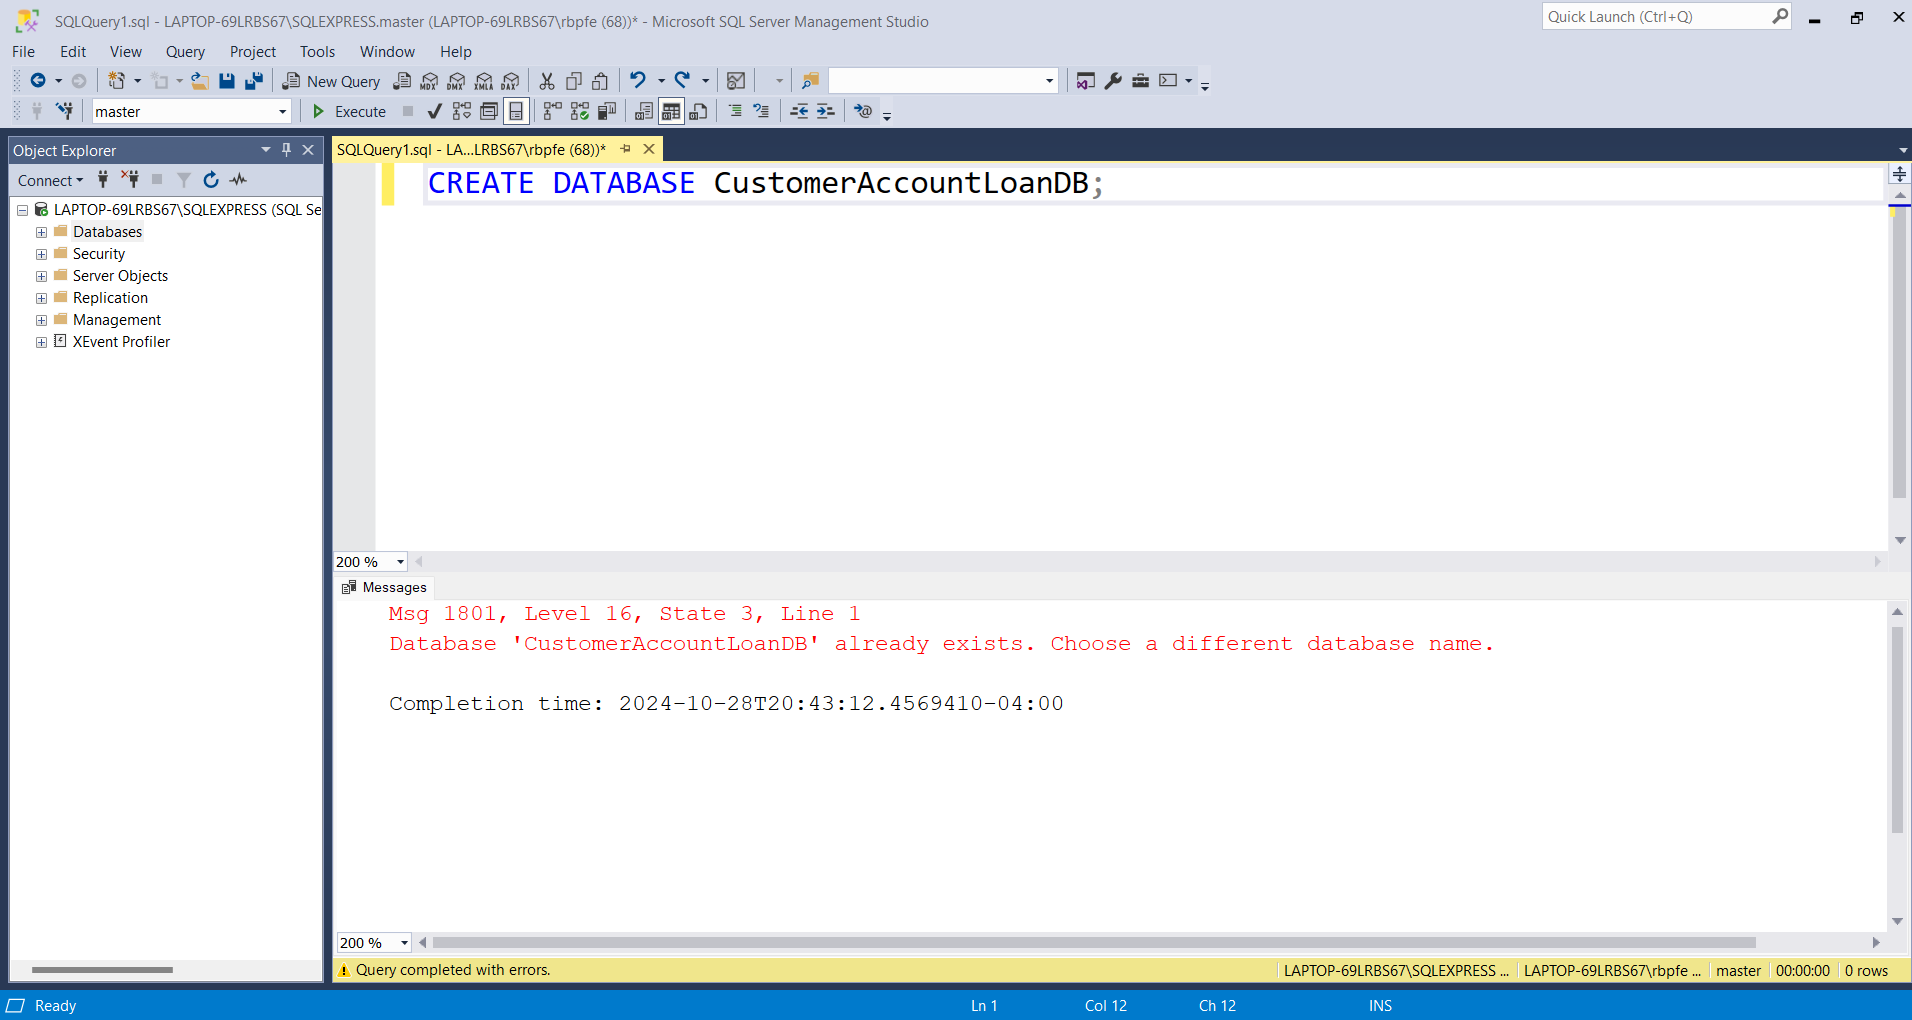 SQLQuery1.sql - LAPTOP-69LRBS67\SQLEXPRESS.master (LAPTOP-69LRBS67\rbpfe (68))* - Microsoft SQL Server Management Studio
Quick Launch (Ctrl+Q)
File Edit View Query Project Tools Window Help
New Query MDX DMX XMLA DAX
master Execute
Object Explorer
SQLQuery1.sql - LA...LRBS67\rbpfe (68))*
Connect
CREATE DATABASE CustomerAccountLoanDB;
LAPTOP-69LRBS67\SQLEXPRESS (SQL Se
Databases
Security
Server Objects
Replication
Management
XEvent Profiler
200 %
Messages
Msg 1801, Level 16, State 3, Line 1
Database 'CustomerAccountLoanDB' already exists. Choose a different database name.
Completion time: 2024-10-28T20:43:12.4569410-04:00
200 %
Query completed with errors. LAPTOP-69LRBS67\SQLEXPRESS ... LAPTOP-69LRBS67\rbpfe ... master 00:00:00 0 rows
Ready Ln 1 Col 12 Ch 12 INS